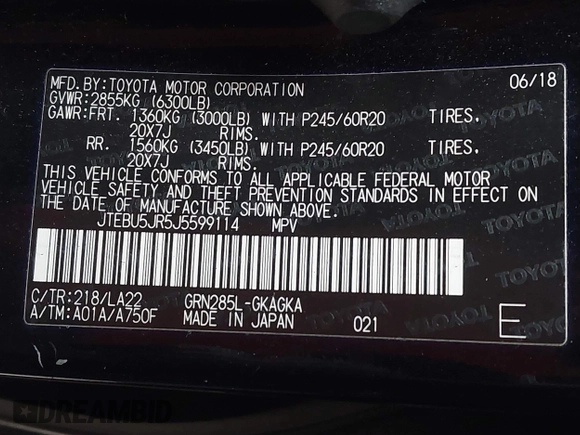 MFD.BY:TOYOTA MOTOR CORPORATION 06/18
GVWR:2855KG (6300LB)
GAWR:FRT. 1360KG (3000LB) WITH P245/60R20 TIRES,
20X7J RIMS.
RR. 1560KG (3450LB) WITH P245/60R20 TIRES,
20X7J RIMS.
THIS VEHICLE CONFORMS TO ALL APPLICABLE FEDERAL MOTOR
VEHICLE SAFETY AND THEFT PREVENTION STANDARDS IN EFFECT ON
THE DATE OF MANUFACTURE SHOWN ABOVE.
JTEBU5JR5J5599114 MPV
C/TR:218/LA22 GRN285L-GKAGKA
A/TM:A01A/A750F MADE IN JAPAN 021 E
TOYOTA
DREAMBID